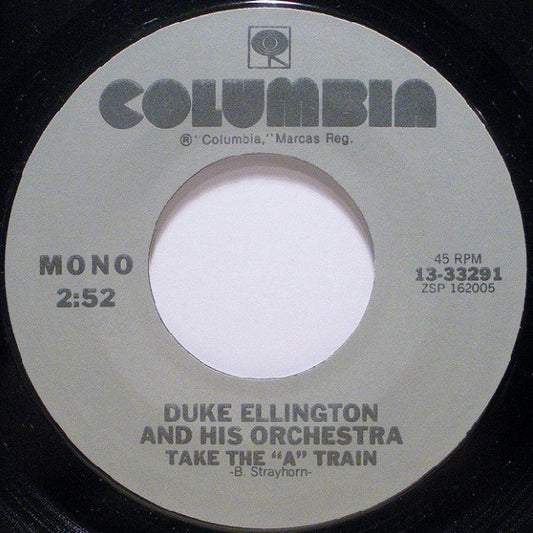 COLUMBIA
® "Columbia," Marcas Reg.
MONO
2:52
45 RPM
13-33291
ZSP 162005
DUKE ELLINGTON
AND HIS ORCHESTRA
TAKE THE "A" TRAIN
-B. Strayhorn-